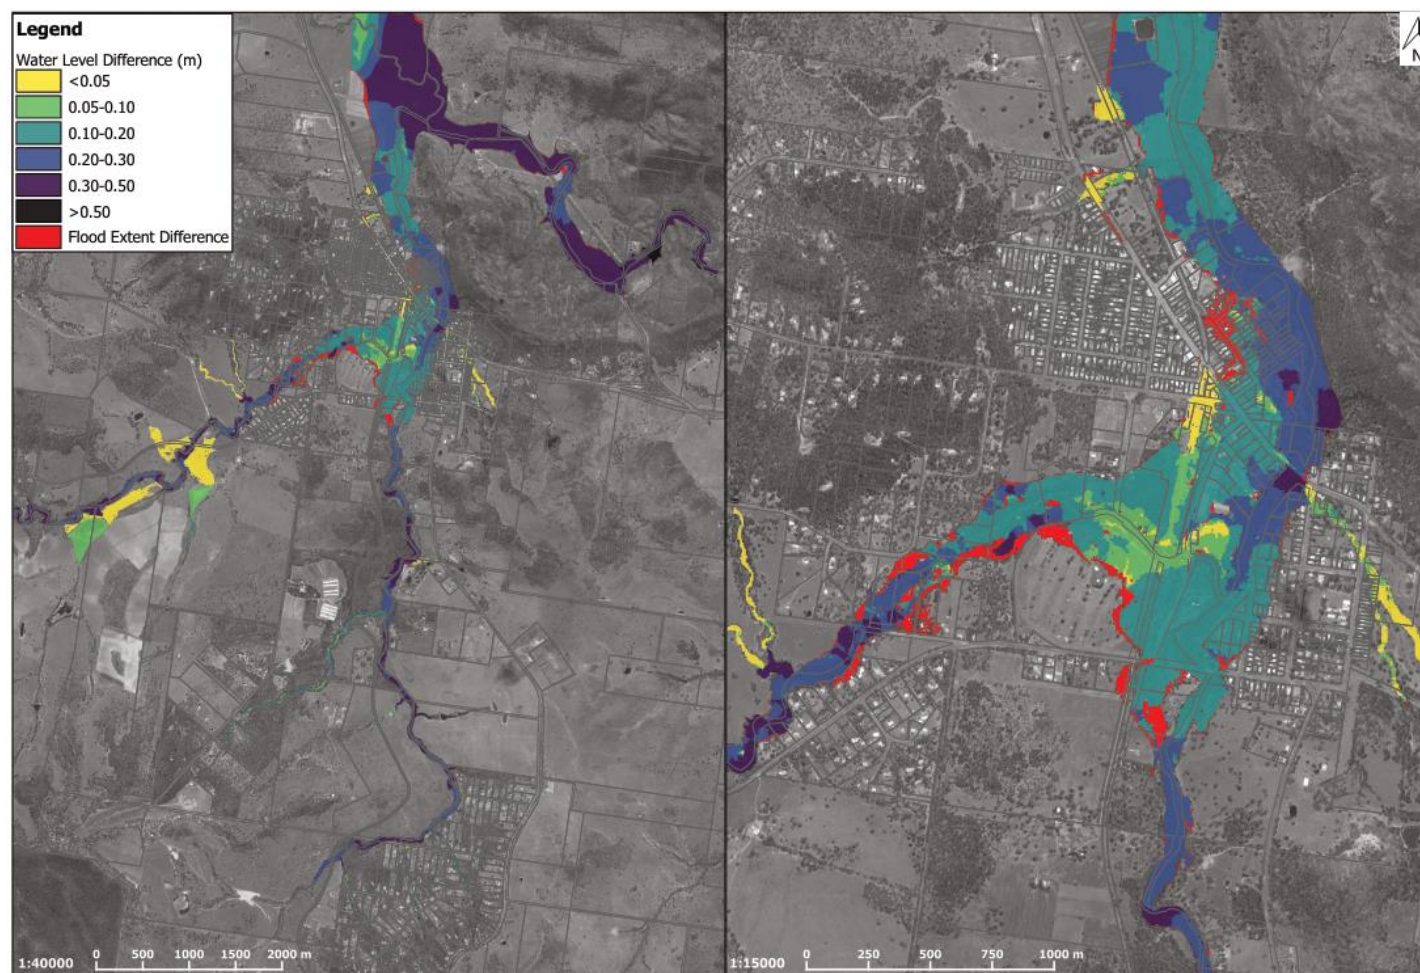 Legend
Water Level Difference (m)
<0.05
0.05-0.10
0.10-0.20
0.20-0.30
0.30-0.50
>0.50
Flood Extent Difference
N
1:40000
0 500 1000 1500 2000 m
1:15000
0 250 500 750 1000 m